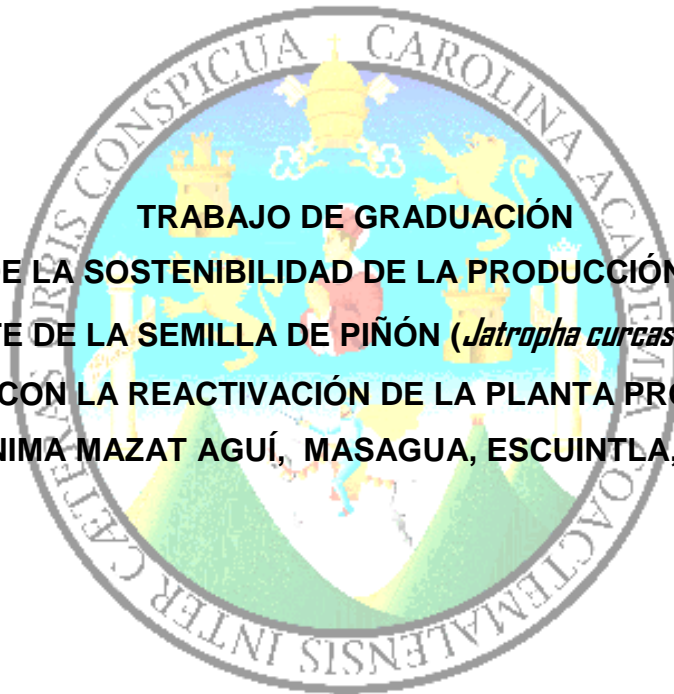 TRABAJO DE GRADUACIÓN
E LA SOSTENIBILIDAD DE LA PRODUCCIÓN
TE DE LA SEMILLA DE PIÑÓN (Jatropha curcas
CON LA REACTIVACIÓN DE LA PLANTA PRO
NIMA MAZAT AGUÍ, MASAGUA, ESCUINTLA,
CAROLINA ACADEMIA COACTEMALENSIS INTER CÆTERAS ORBIS CONSPICUA